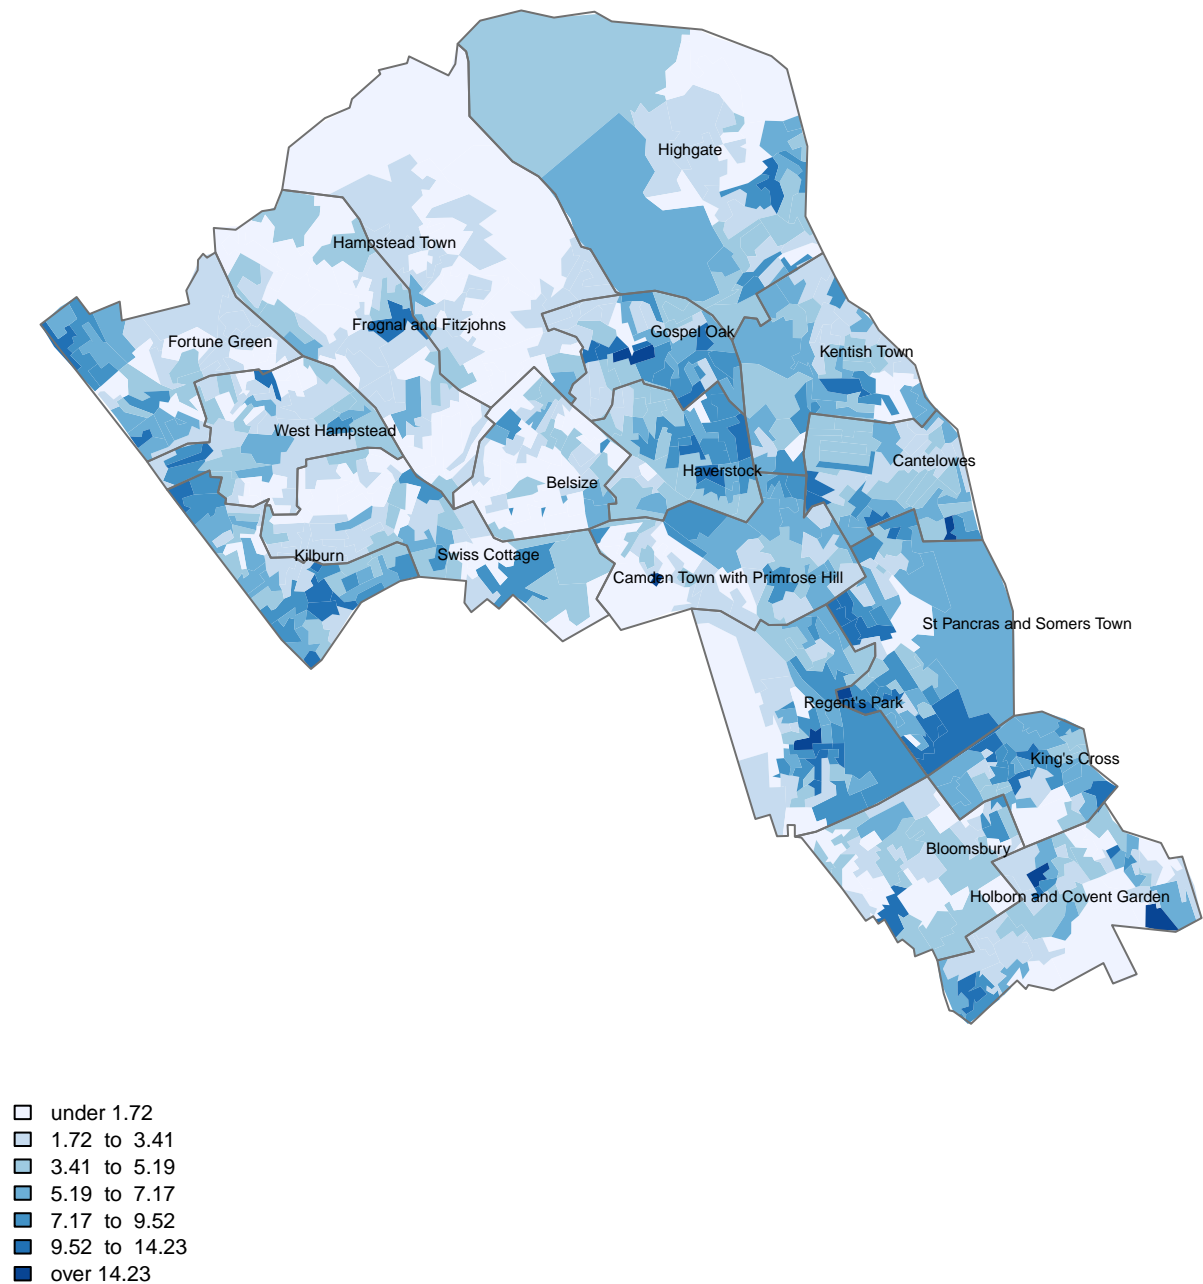 Highgate
Hampstead Town
Frognal and Fitzjohns
Gospel Oak
Fortune Green
Kentish Town
West Hampstead
Cantelowes
Haverstock
Belsize
Kilburn
Swiss Cottage
Camden Town with Primrose Hill
St Pancras and Somers Town
Regent's Park
King's Cross
Bloomsbury
Holborn and Covent Garden
under 1.72
1.72 to 3.41
3.41 to 5.19
5.19 to 7.17
7.17 to 9.52
9.52 to 14.23
over 14.23